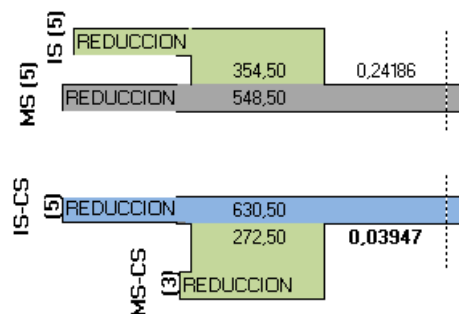 IS (5)
REDUCCION
354,50 0,24186
MS (5)
REDUCCION 548,50
IS-CS
(5)
REDUCCION 630,50
272,50 0,03947
MS-CS
(3)
REDUCCION